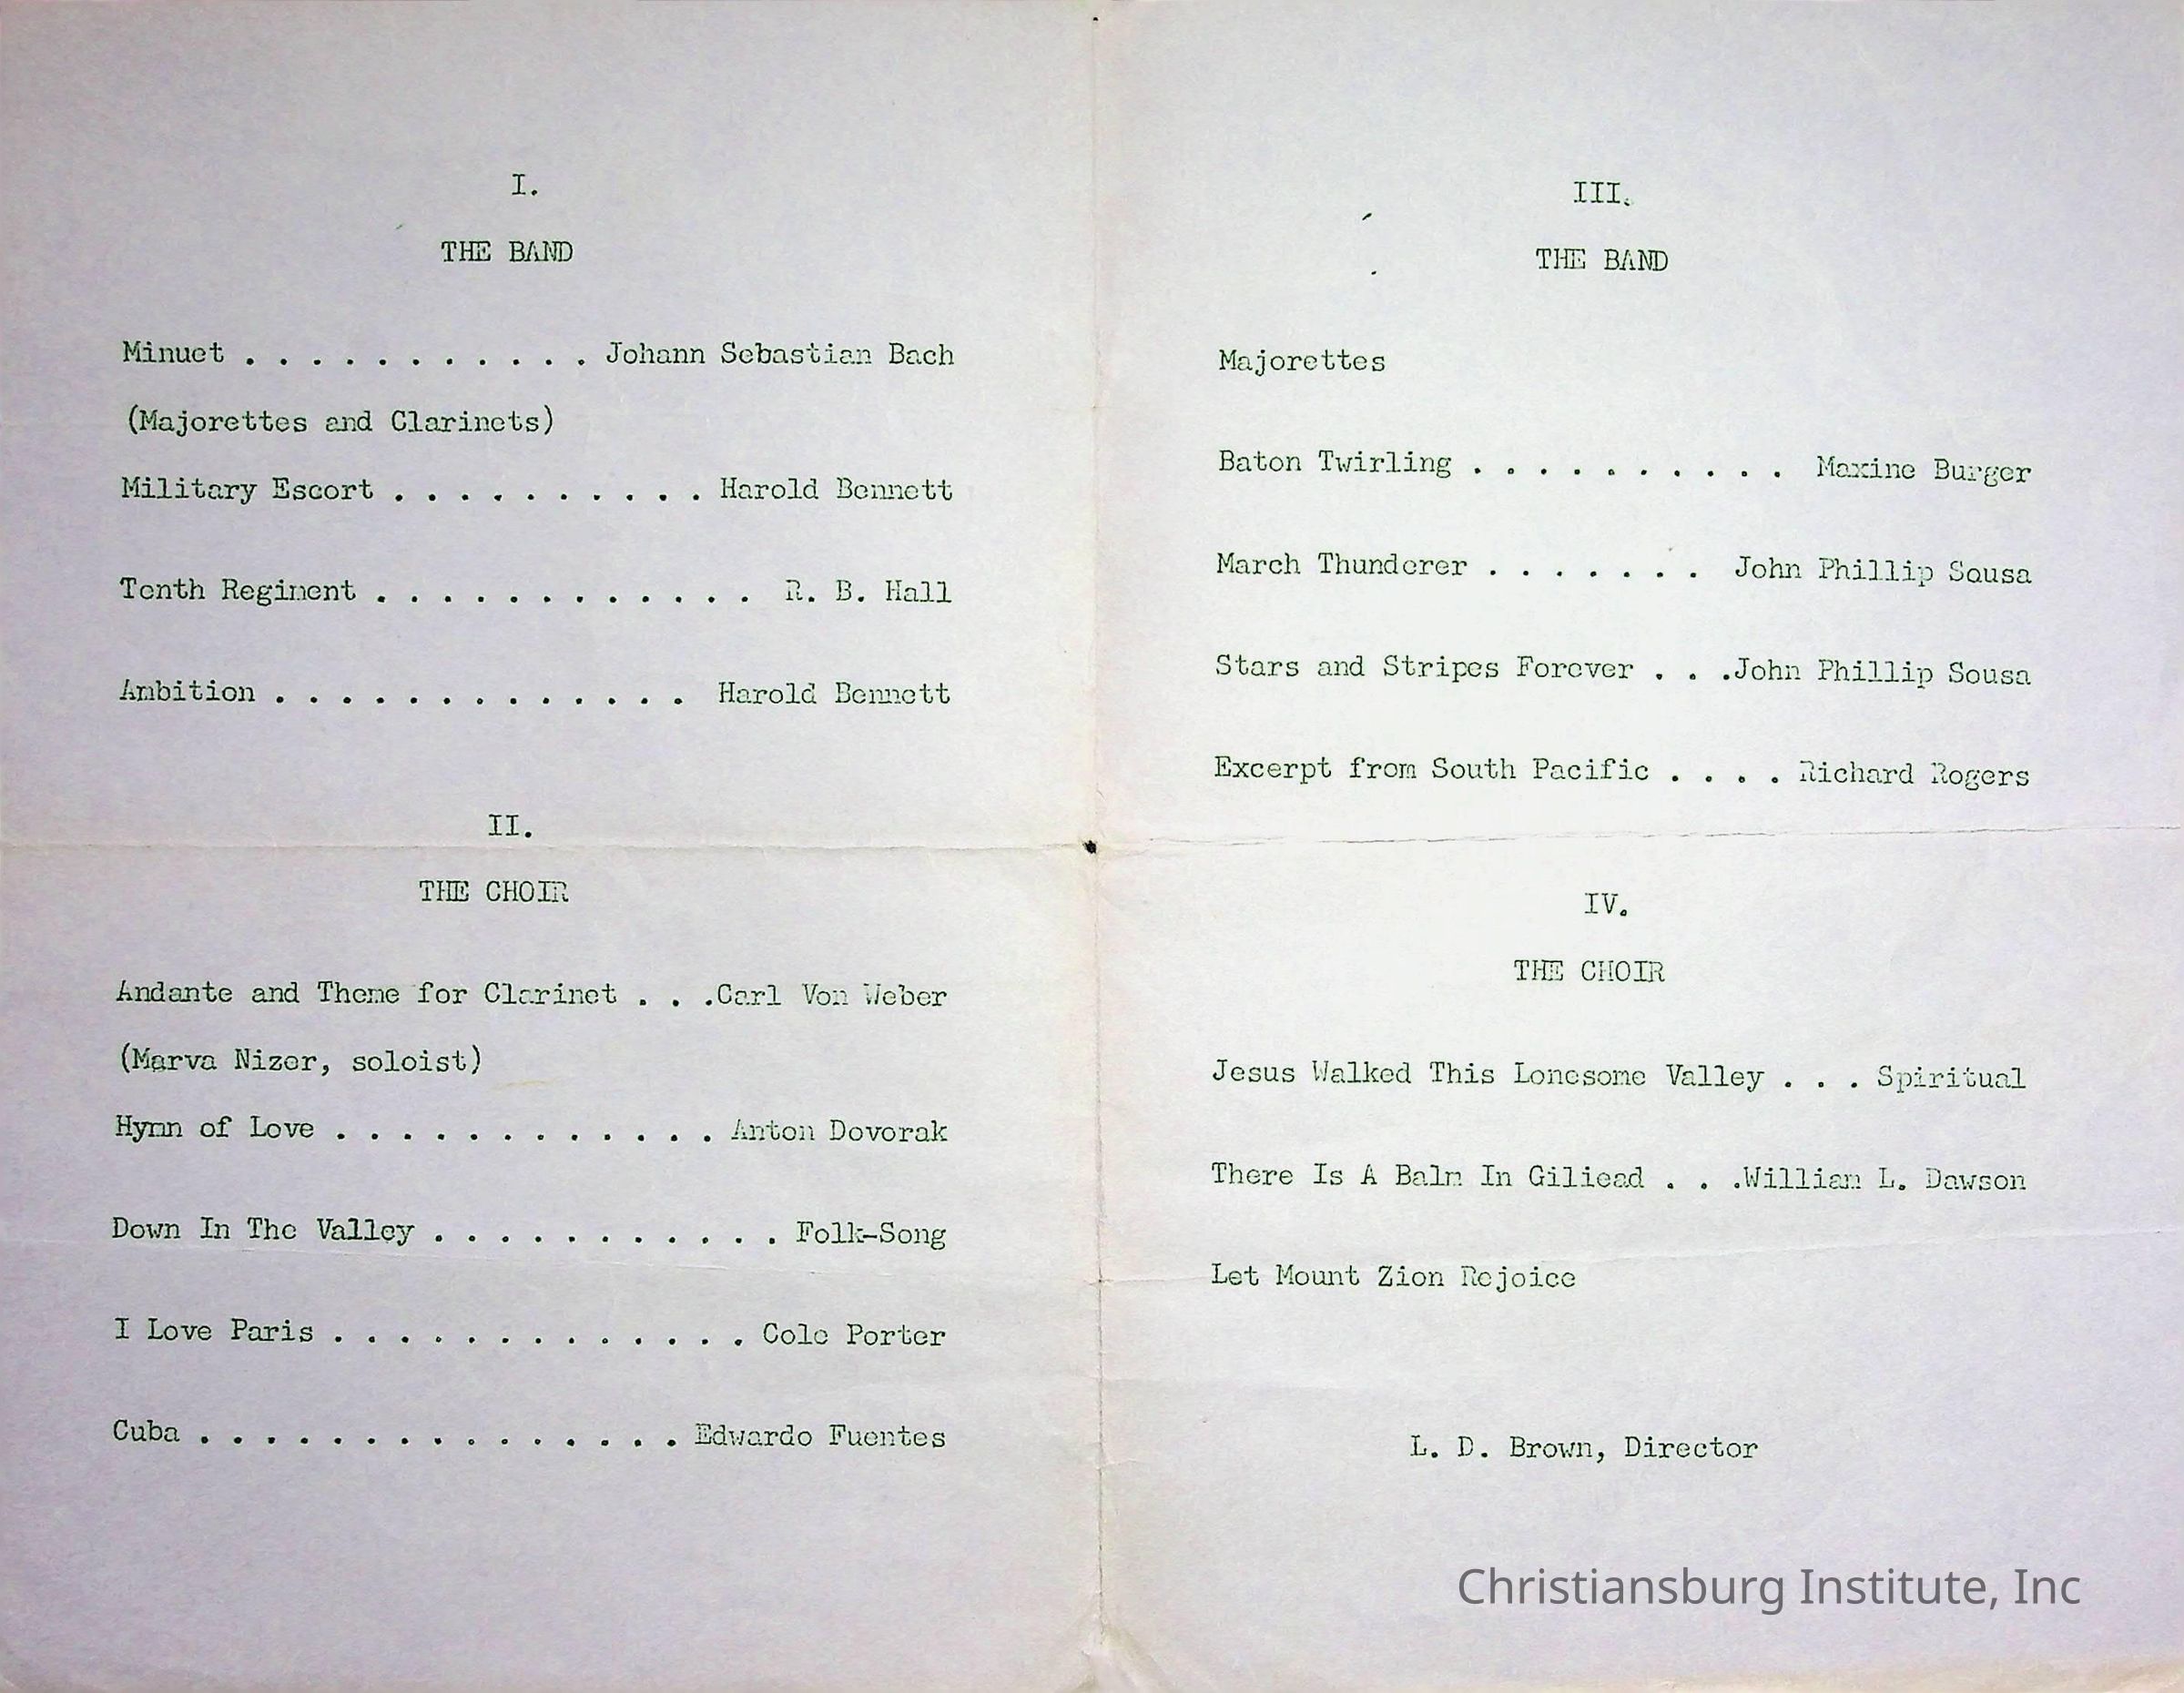 I.
THE BAND
Minuet . . . . . . . . . . . Johann Sebastian Bach
(Majorettes and Clarinets)
Military Escort . . . . . . . . . . Harold Bennett
Tenth Regiment . . . . . . . . . . . . R. B. Hall
Ambition . . . . . . . . . . . . . Harold Bennett
II.
THE CHOIR
Andante and Theme for Clarinet . . .Carl Von Weber
(Marva Nizer, soloist)
Hymn of Love . . . . . . . . . . . . Anton Dovorak
Down In The Valley . . . . . . . . . . . Folk-Song
I Love Paris . . . . . . . . . . . . . Cole Porter
Cuba . . . . . . . . . . . . . . . Edwardo Fuentes
III.
THE BAND
Majorettes
Baton Twirling . . . . . . . . . . Maxine Burger
March Thunderer . . . . . . . John Phillip Sousa
Stars and Stripes Forever . . .John Phillip Sousa
Excerpt from South Pacific . . . . Richard Rogers
IV.
THE CHOIR
Jesus Walked This Lonesome Valley . . . Spiritual
There Is A Balm In Giliead . . .William L. Dawson
Let Mount Zion Rejoice
L. D. Brown, Director
Christiansburg Institute, Inc